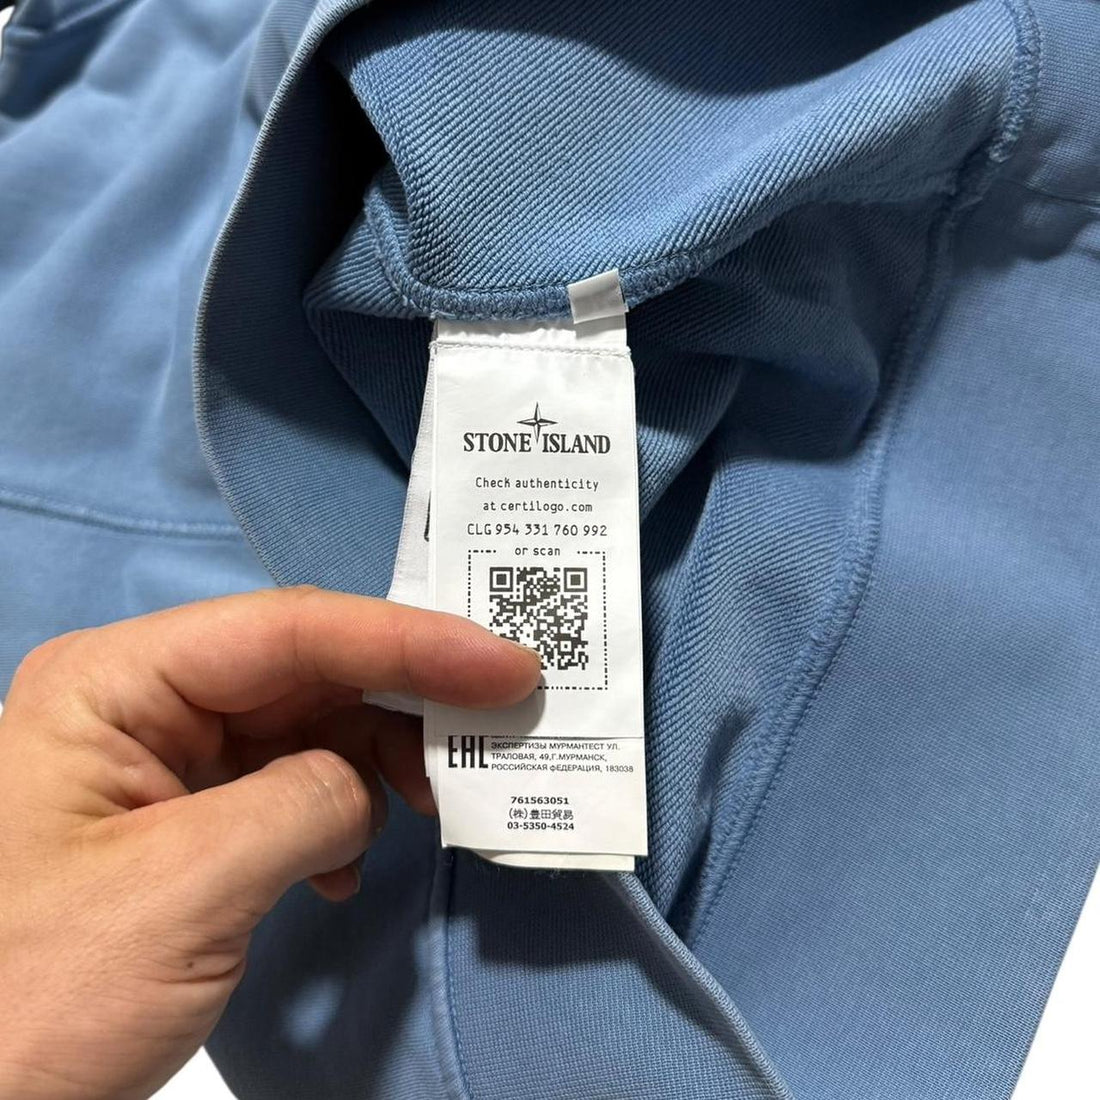 STONE ISLAND
Check authenticity
at certilogo.com
CLG 954 331 760 992
or scan
EAC
ЭКСПЕРТИЗЫ МУРМАНТЕСТ УЛ.
ТРАЛОВАЯ, 49,Г.МУРМАНСК,
РОССИЙСКАЯ ФЕДЕРАЦИЯ, 183038
761563051
(株)豊田貿易
03-5350-4524